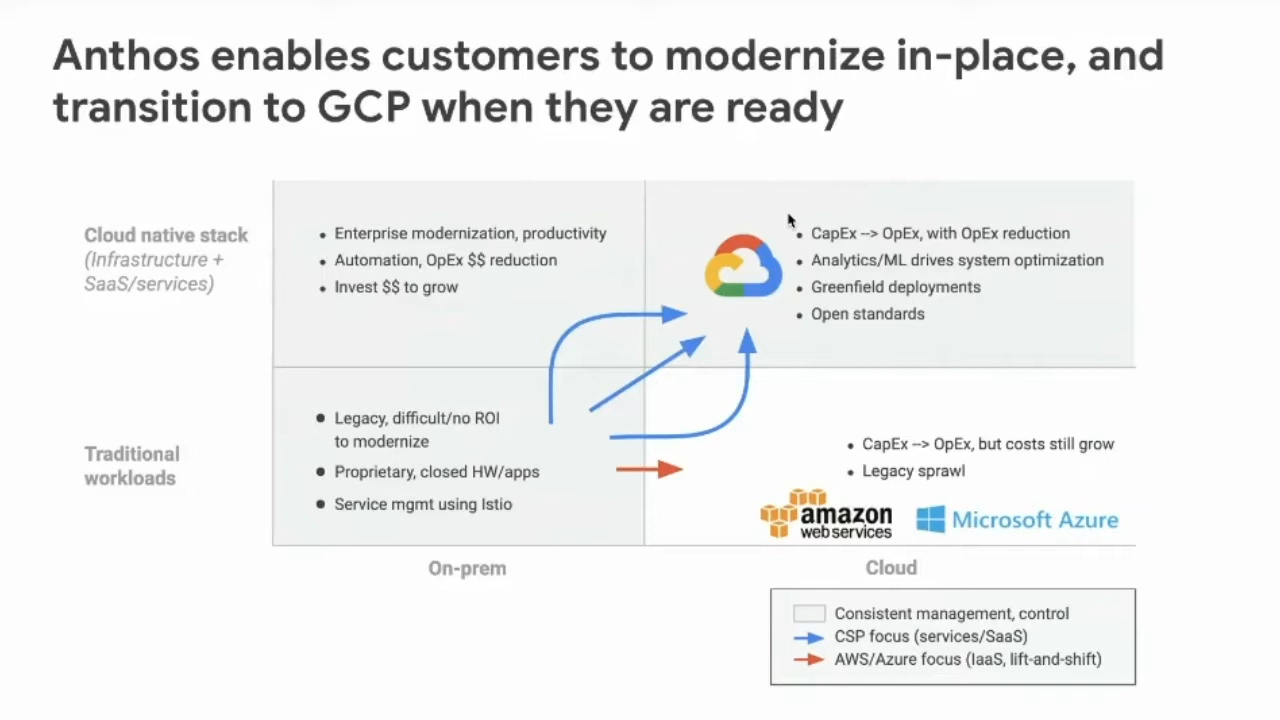 Anthos enables customers to modernize in-place, and
transition to GCP when they are ready
Cloud native stack
(Infrastructure +
SaaS/services)
• Enterprise modernization, productivity
• Automation, OpEx $$ reduction
• Invest $$ to grow
• CapEx --> OpEx, with OpEx reduction
• Analytics/ML drives system optimization
• Greenfield deployments
• Open standards
Traditional
workloads
• Legacy, difficult/no ROI
to modernize
• Proprietary, closed HW/apps
• Service mgmt using Istio
• CapEx --> OpEx, but costs still grow
• Legacy sprawl
amazon
web services
Microsoft Azure
On-prem
Cloud
Consistent management, control
CSP focus (services/SaaS)
AWS/Azure focus (IaaS, lift-and-shift)